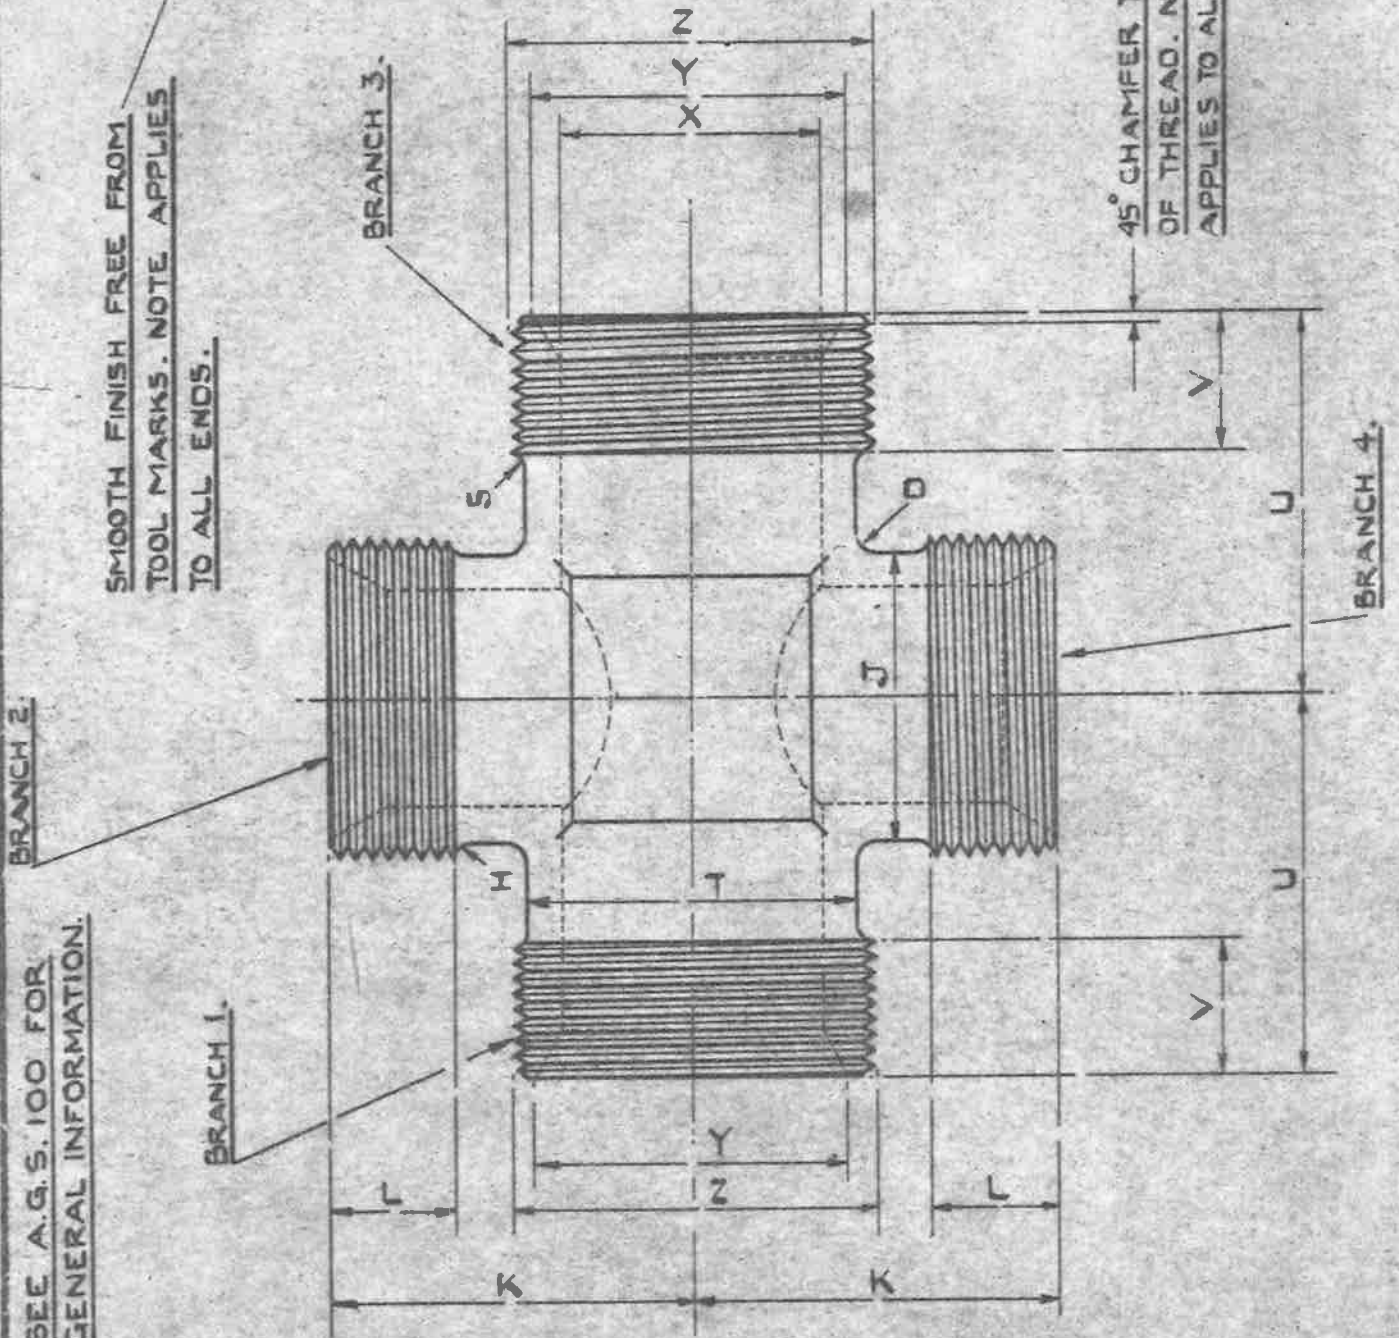 SMOOTH FINISH FREE FROM
TOOL MARKS. NOTE APPLIES
TO ALL ENDS.
BRANCH 3.
45° CHAMFER
OF THREAD.
APPLIES TO
BRANCH 2.
BRANCH 4.
SEE A.G.S. 100 FOR
GENERAL INFORMATION.
BRANCH 1.
Z
Y
X
S
D
V
U
J
H
T
U
V
Y
Z
L
L
K
K